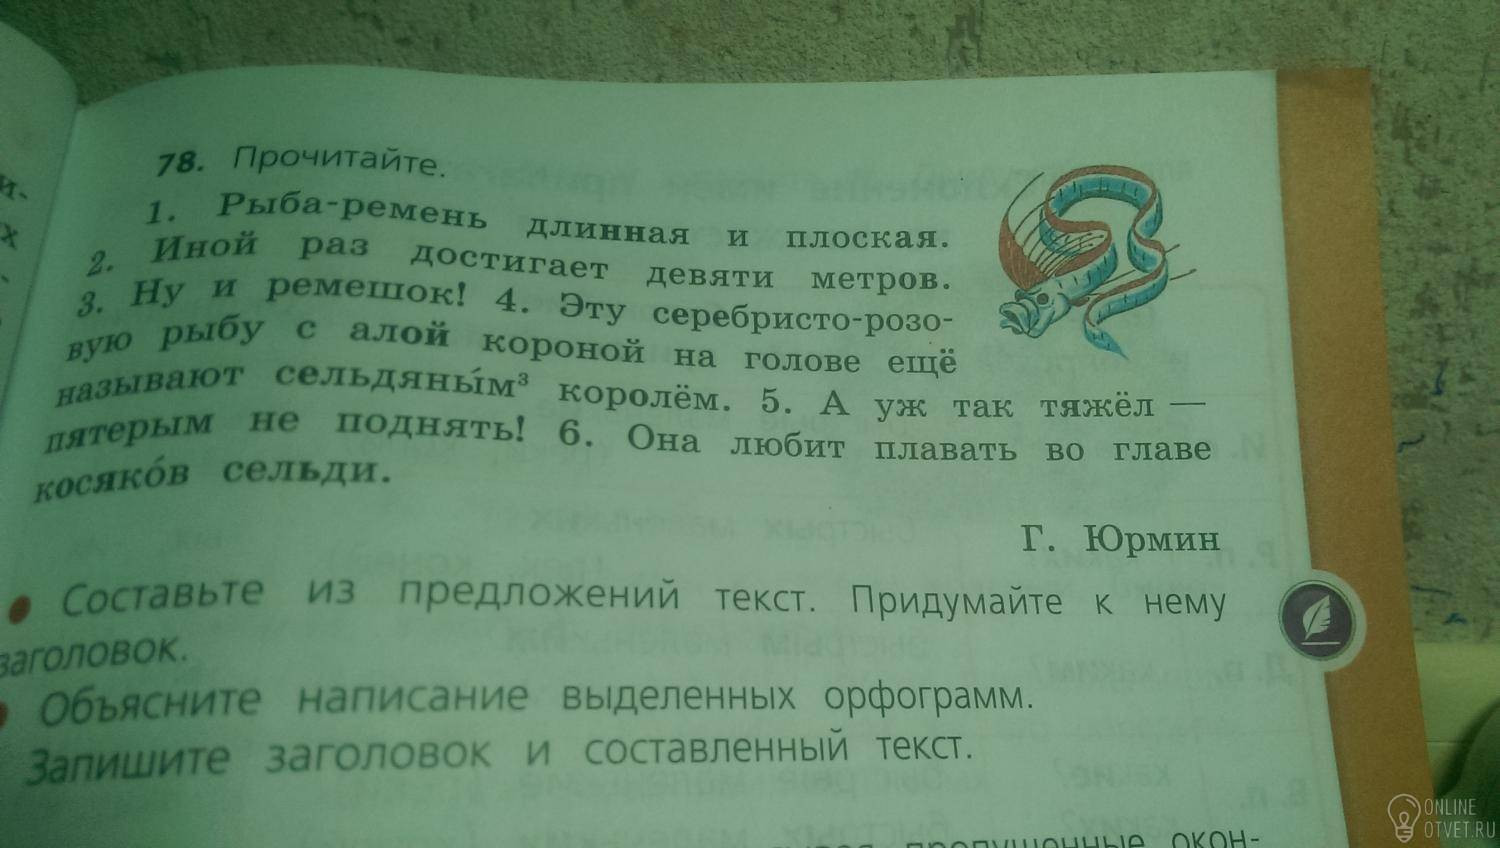 и-
х
78. Прочитайте.
1. Рыба-ремень длинная и плоская.
2. Иной раз достигает девяти метров.
3. Ну и ремешок! 4. Эту серебристо-розо-
вую рыбу с алой короной на голове ещё
называют сельдяны́м³ королём. 5. А уж так тяжёл —
пятерым не поднять! 6. Она любит плавать во главе
косяко́в сельди.
Г. Юрмин
• Составьте из предложений текст. Придумайте к нему
заголовок.
Объясните написание выделенных орфограмм.
Запишите заголовок и составленный текст.
пропущенные окон-
ONLINE
OTVET.RU